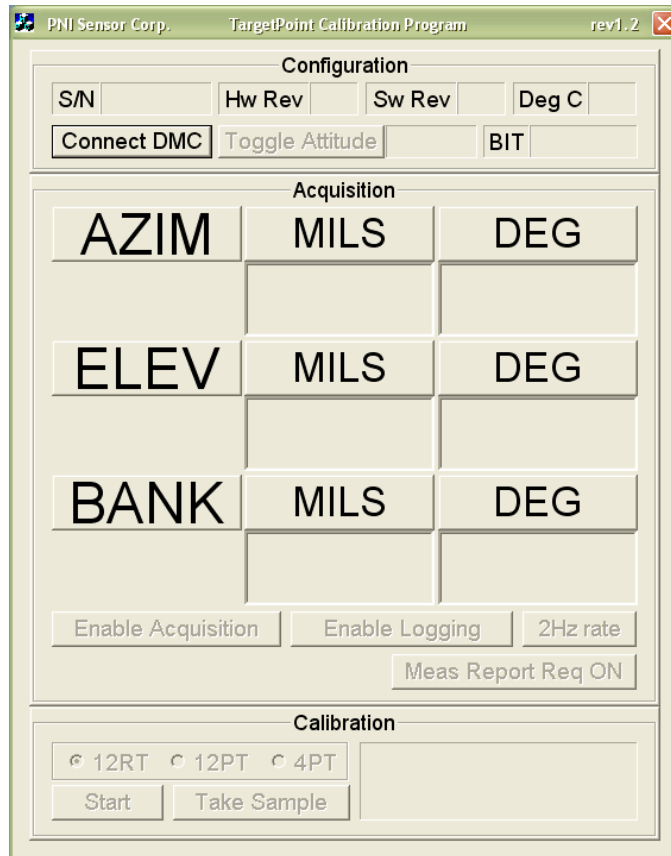 PNI Sensor Corp. TargetPoint Calibration Program rev1.2
Configuration
S/N Hw Rev Sw Rev Deg C
Connect DMC Toggle Attitude BIT
Acquisition
AZIM MILS DEG
ELEV MILS DEG
BANK MILS DEG
Enable Acquisition Enable Logging 2Hz rate
Meas Report Req ON
Calibration
12RT 12PT 4PT
Start Take Sample